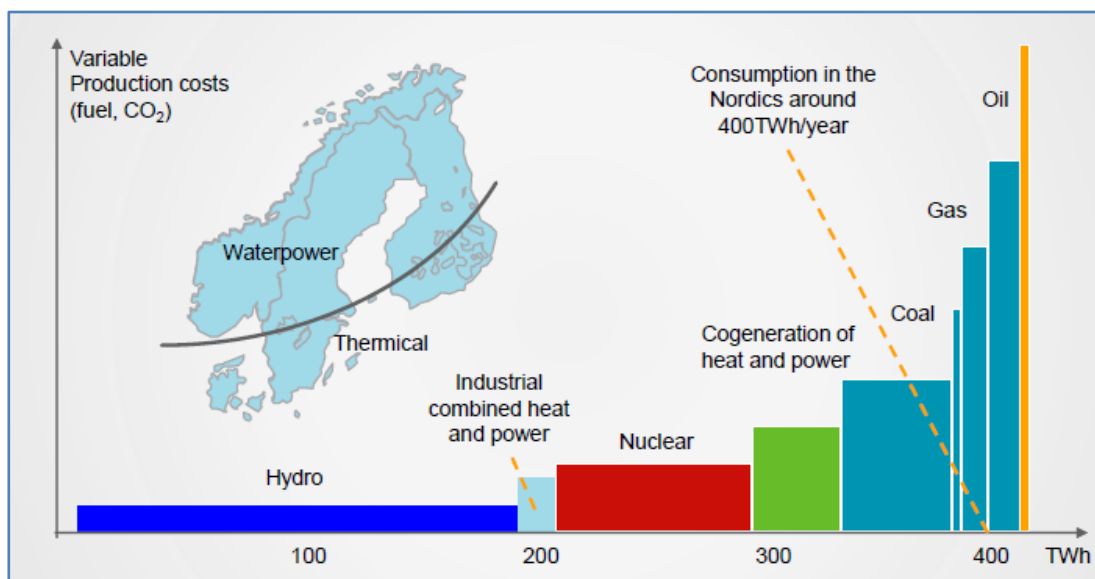 Variable
Production costs
(fuel, CO₂)
Consumption in the
Nordics around
400TWh/year
Oil
Gas
Waterpower
Coal
Thermical
Cogeneration of
heat and power
Industrial
combined heat
and power
Nuclear
Hydro
100
200
300
400
TWh